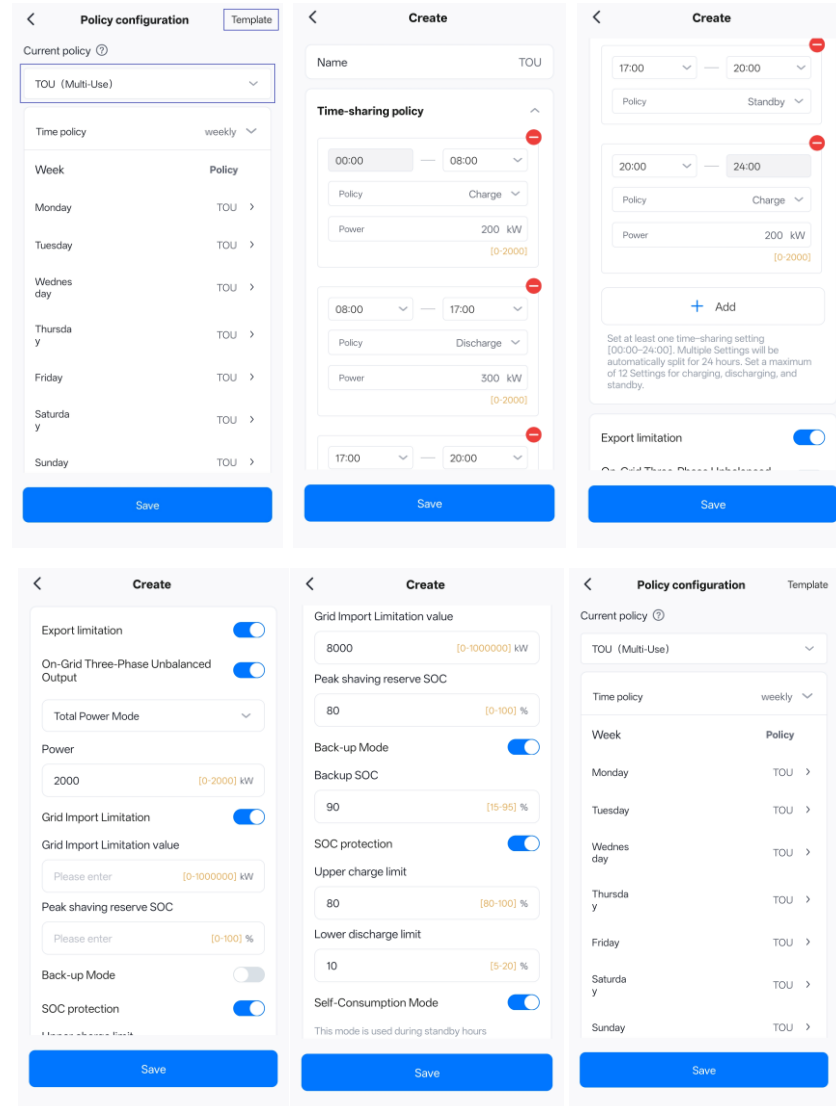 Policy configuration
Template
Current policy ?
TOU (Multi-Use)
Time policy weekly
Week Policy
Monday TOU
Tuesday TOU
Wednes
day TOU
Thursda
y TOU
Friday TOU
Saturda
y TOU
Sunday TOU
Save
Create
Name TOU
Time-sharing policy
00:00 — 08:00
Policy Charge
Power 200 kW
[0-2000]
08:00 — 17:00
Policy Discharge
Power 300 kW
[0-2000]
17:00 — 20:00
Save
Create
17:00 — 20:00
Policy Standby
20:00 — 24:00
Policy Charge
Power 200 kW
[0-2000]
+ Add
Set at least one time-sharing setting
[00:00-24:00]. Multiple Settings will be
automatically split for 24 hours. Set a maximum
of 12 Settings for charging, discharging, and
standby.
Export limitation
On-Grid Three-Phase Unbalanced
Save
Create
Export limitation
On-Grid Three-Phase Unbalanced
Output
Total Power Mode
Power
2000 [0-2000] kW
Grid Import Limitation
Grid Import Limitation value
Please enter [0-1000000] kW
Peak shaving reserve SOC
Please enter [0-100] %
Back-up Mode
SOC protection
Upper charge limit
Save
Create
Grid Import Limitation value
8000 [0-1000000] kW
Peak shaving reserve SOC
80 [0-100] %
Back-up Mode
Backup SOC
90 [15-95] %
SOC protection
Upper charge limit
80 [80-100] %
Lower discharge limit
10 [5-20] %
Self-Consumption Mode
This mode is used during standby hours
Save
Policy configuration
Template
Current policy ?
TOU (Multi-Use)
Time policy weekly
Week Policy
Monday TOU
Tuesday TOU
Wednes
day TOU
Thursda
y TOU
Friday TOU
Saturda
y TOU
Sunday TOU
Save